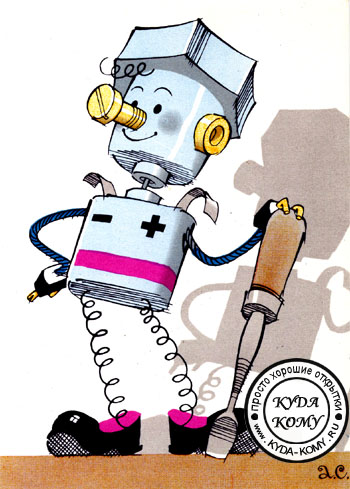 − +
просто хорошие открытки
КУДА
КОМУ
www.KYDA-KOMY.RU
а.с.